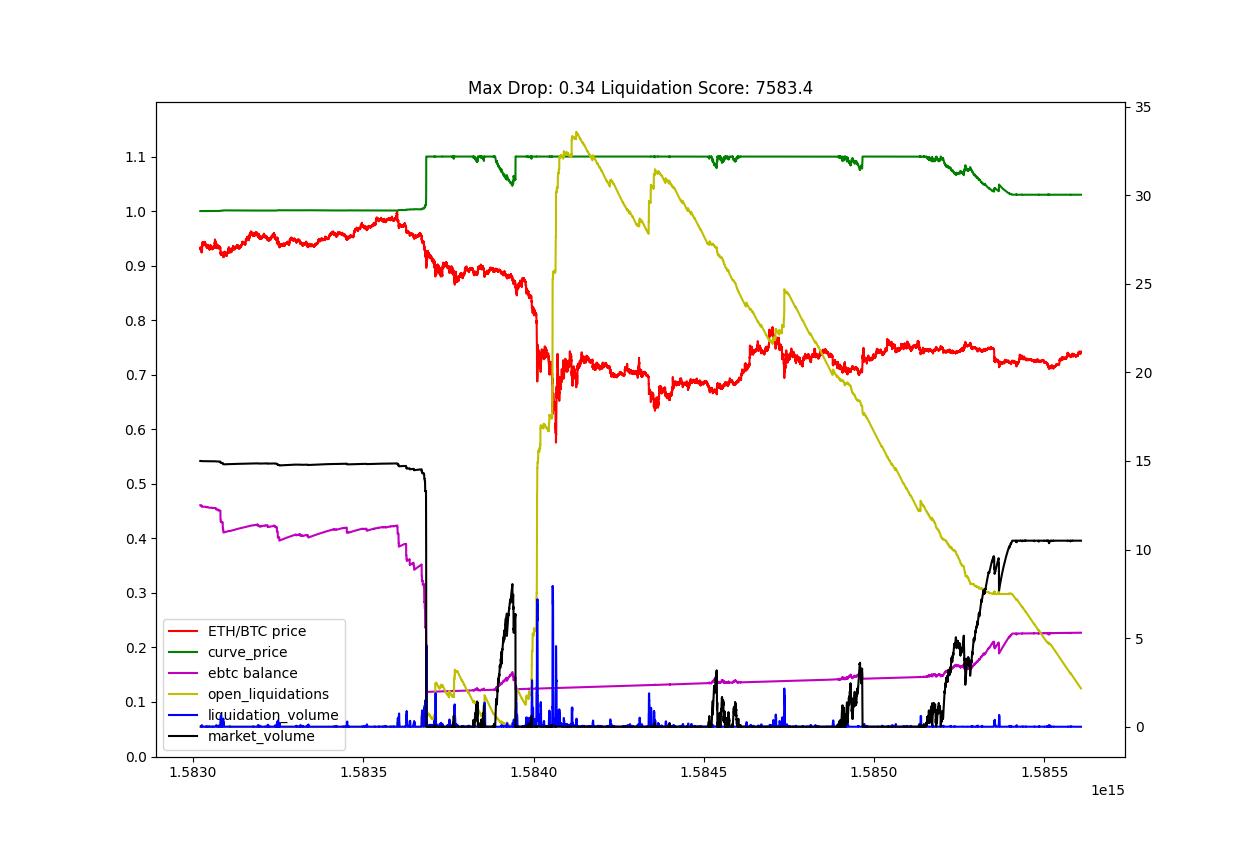 Max Drop: 0.34 Liquidation Score: 7583.4
1.1
1.0
0.9
0.8
0.7
0.6
0.5
0.4
0.3
0.2
0.1
0.0
35
30
25
20
15
10
5
0
ETH/BTC price
curve_price
ebtc balance
open_liquidations
liquidation_volume
market_volume
1.5830 1.5835 1.5840 1.5845 1.5850 1.5855
1e15